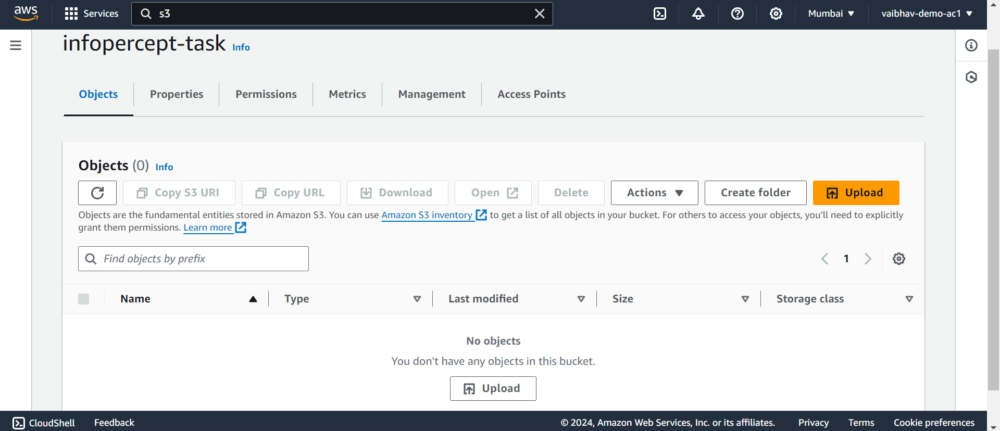 aws Services s3 Mumbai vaibhav-demo-ac1
infopercept-task Info
Objects Properties Permissions Metrics Management Access Points
Objects (0) Info
Copy S3 URI Copy URL Download Open Delete Actions Create folder Upload
Objects are the fundamental entities stored in Amazon S3. You can use Amazon S3 inventory to get a list of all objects in your bucket. For others to access your objects, you’ll need to explicitly
grant them permissions. Learn more
Find objects by prefix 1
Name Type Last modified Size Storage class
No objects
You don't have any objects in this bucket.
Upload
CloudShell Feedback © 2024, Amazon Web Services, Inc. or its affiliates. Privacy Terms Cookie preferences